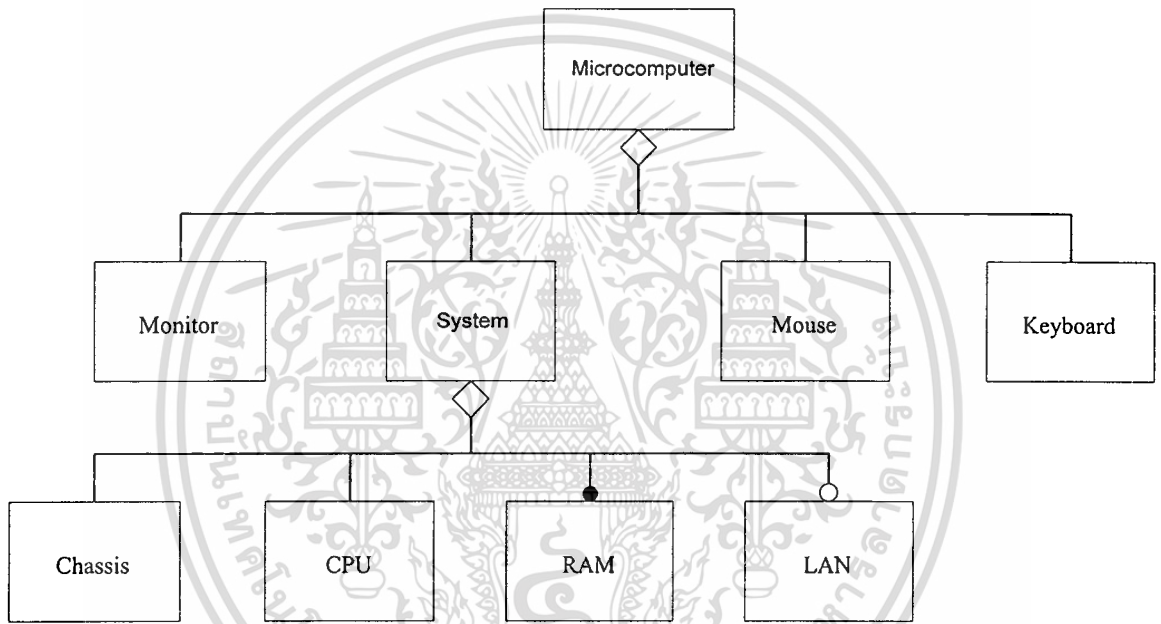 Microcomputer
Monitor
System
Mouse
Keyboard
Chassis
CPU
RAM
LAN